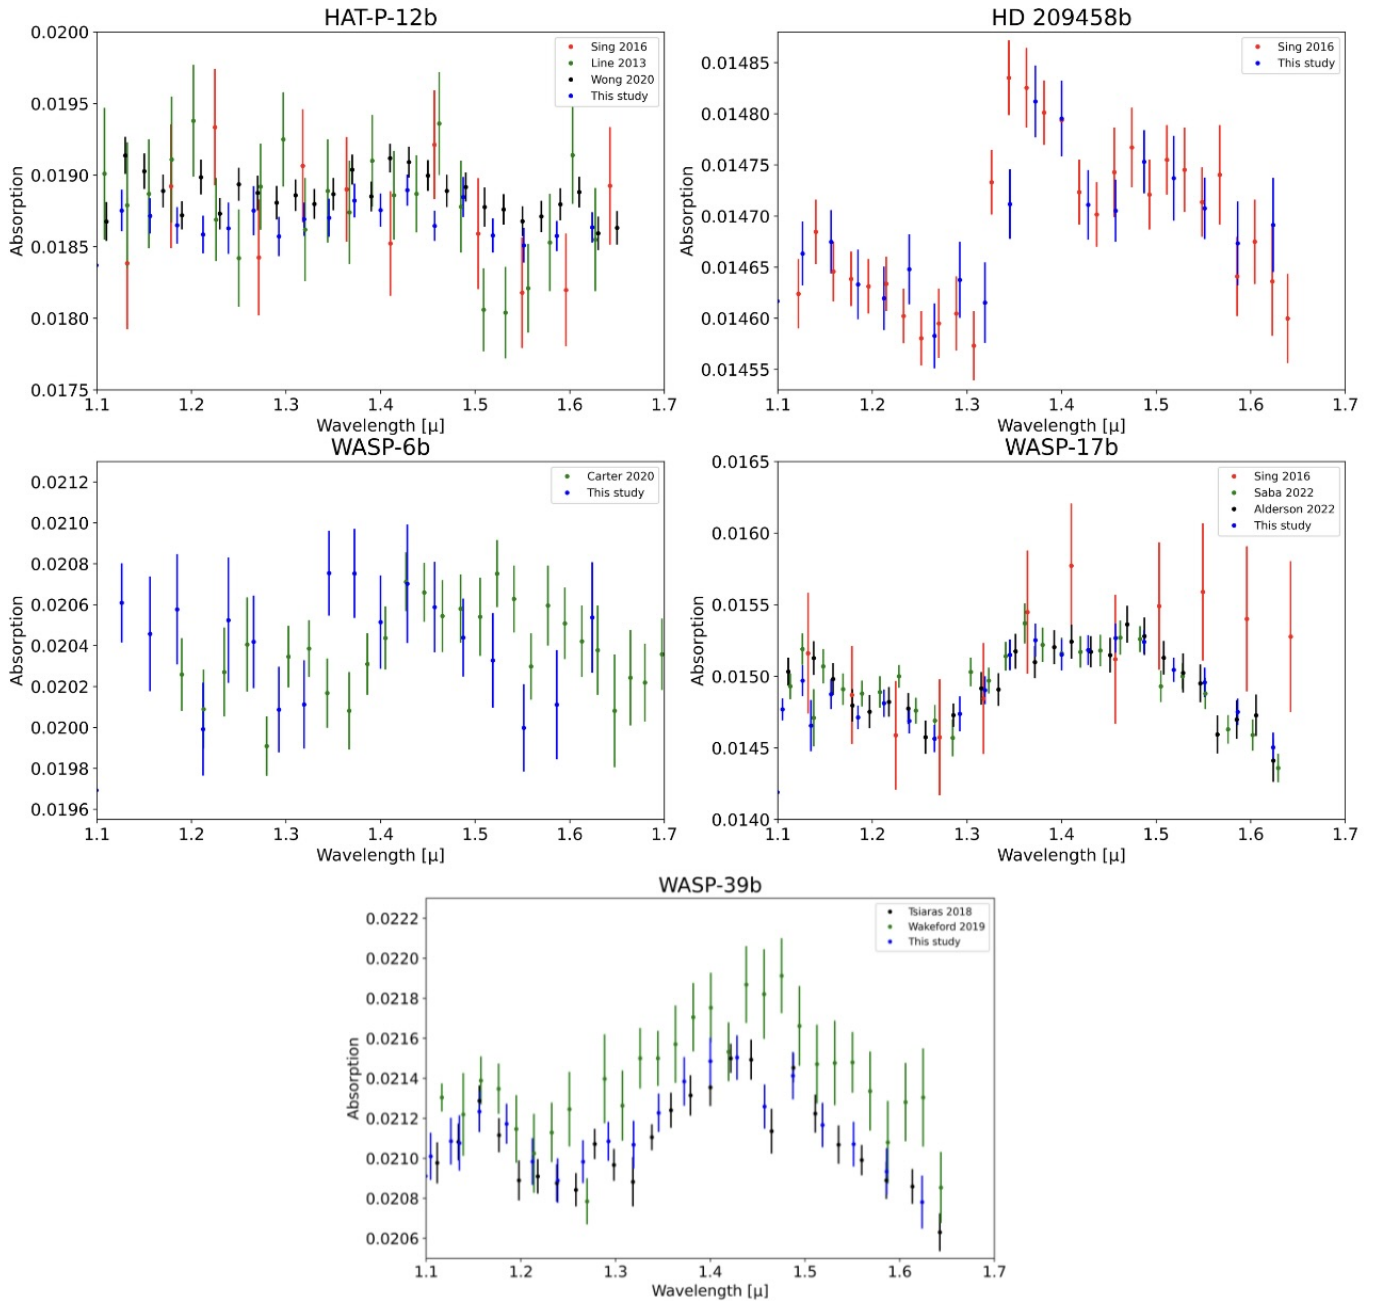 HAT-P-12b
0.0200
0.0195
0.0190
0.0185
0.0180
0.0175
Absorption
Sing 2016
Line 2013
Wong 2020
This study
1.1 1.2 1.3 1.4 1.5 1.6 1.7
Wavelength [μ]
HD 209458b
0.01485
0.01480
0.01475
0.01470
0.01465
0.01460
0.01455
Absorption
Sing 2016
This study
1.1 1.2 1.3 1.4 1.5 1.6 1.7
Wavelength [μ]
WASP-6b
0.0212
0.0210
0.0208
0.0206
0.0204
0.0202
0.0200
0.0198
0.0196
Absorption
Carter 2020
This study
1.1 1.2 1.3 1.4 1.5 1.6 1.7
Wavelength [μ]
WASP-17b
0.0165
0.0160
0.0155
0.0150
0.0145
0.0140
Absorption
Sing 2016
Saba 2022
Alderson 2022
This study
1.1 1.2 1.3 1.4 1.5 1.6 1.7
Wavelength [μ]
WASP-39b
0.0222
0.0220
0.0218
0.0216
0.0214
0.0212
0.0210
0.0208
0.0206
Absorption
Tsiaras 2018
Wakeford 2019
This study
1.1 1.2 1.3 1.4 1.5 1.6 1.7
Wavelength [μ]